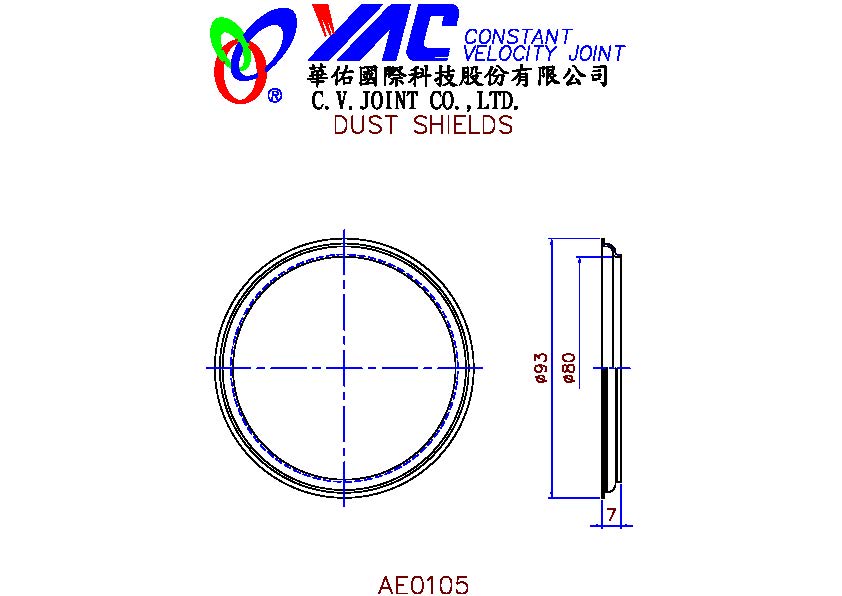 YAC CONSTANT
VELOCITY JOINT
華佑國際科技股份有限公司
®
C.V.JOINT CO.,LTD.
DUST SHIELDS
ø93
ø80
7
AE0105